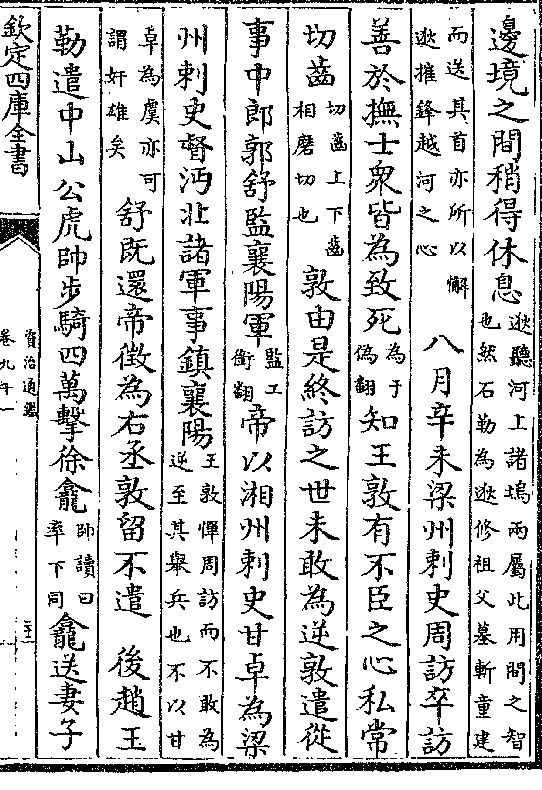 邊境之間稍得休息逖聽河上諸塢兩屬此用間之智也然石勒為逖修祖父墓斬童建
而送其首亦所以懈逖摧鋒越河之心　八月辛未梁州刺史周訪卒訪
善於撫士衆皆為致死為于偽翻知王敦有不臣之心私常
切齒切齒上下齒相磨切也敦由是終訪之世未敢為逆敦遣從
事中郎郭舒監襄陽軍監工銜翻帝以湘州刺史甘卓為梁
州刺史督沔北諸軍事鎮襄陽王敦憚周訪而不敢為逆至其舉兵也不以甘
卓為虞亦可謂奸雄矣舒既還帝徵為右丞敦留不遣　後趙王
勒遣中山公虎帥步騎四萬擊徐龕帥讀曰率下同龕送妻子
欽定四庫全書
資治通鑑
卷九十一